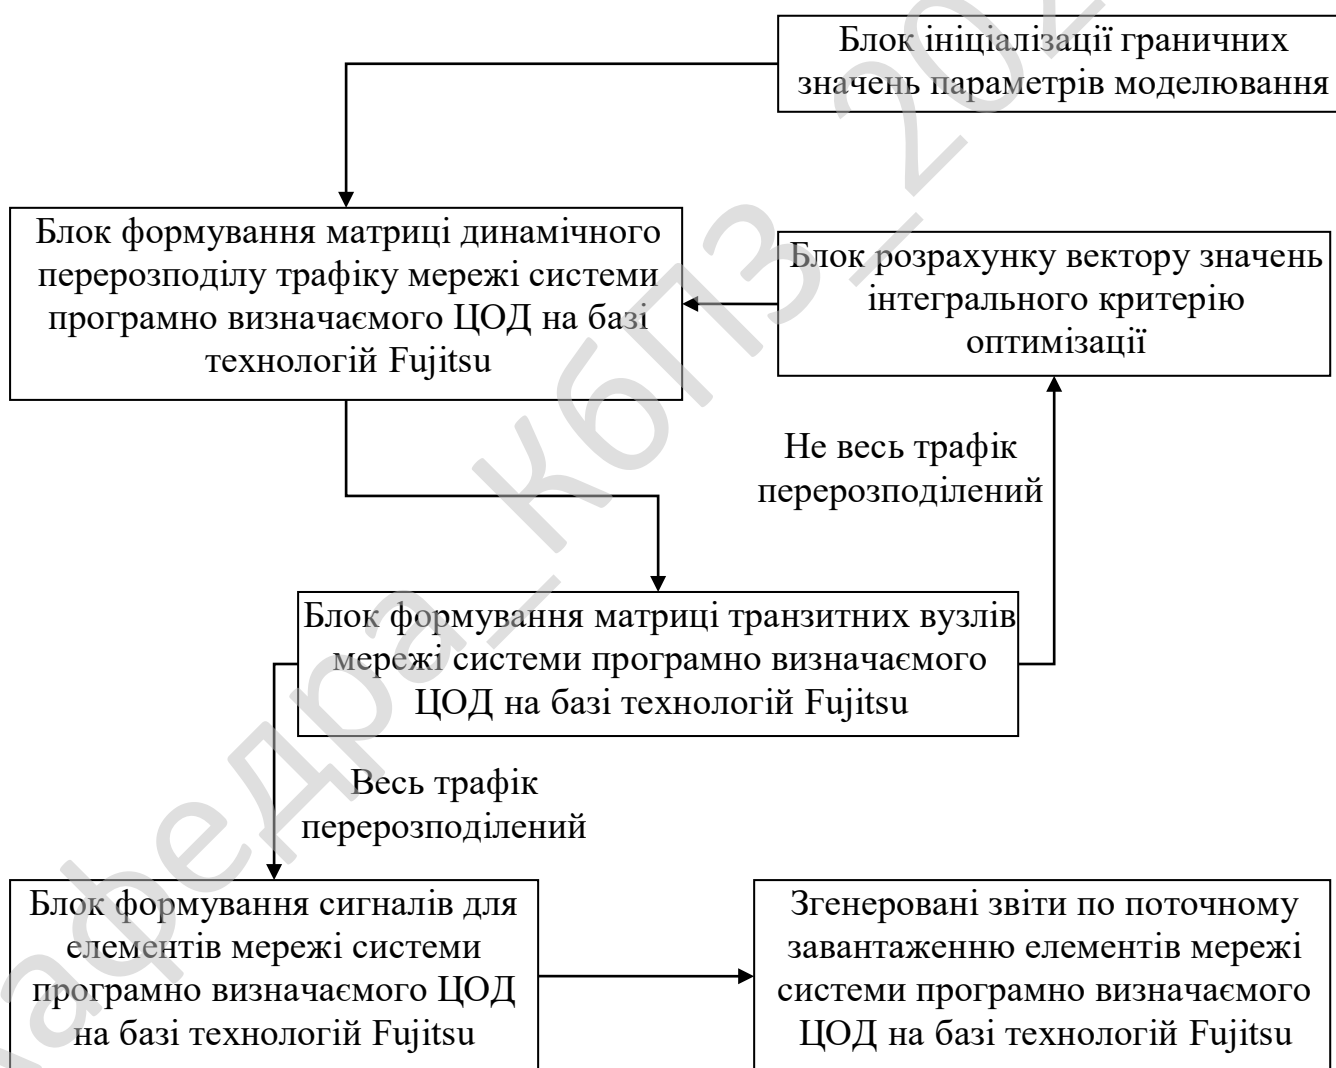 Блок ініціалізації граничних
значень параметрів моделювання
Блок формування матриці динамічного
перерозподілу трафіку мережі системи
програмно визначаємого ЦОД на базі
технологій Fujitsu
Блок розрахунку вектору значень
інтегрального критерію
оптимізації
Не весь трафік
перерозподілений
Блок формування матриці транзитних вузлів
мережі системи програмно визначаємого
ЦОД на базі технологій Fujitsu
Весь трафік
перерозподілений
Блок формування сигналів для
елементів мережі системи
програмно визначаємого ЦОД
на базі технологій Fujitsu
Згенеровані звіти по поточному
завантаженню елементів мережі
системи програмно визначаємого
ЦОД на базі технологій Fujitsu